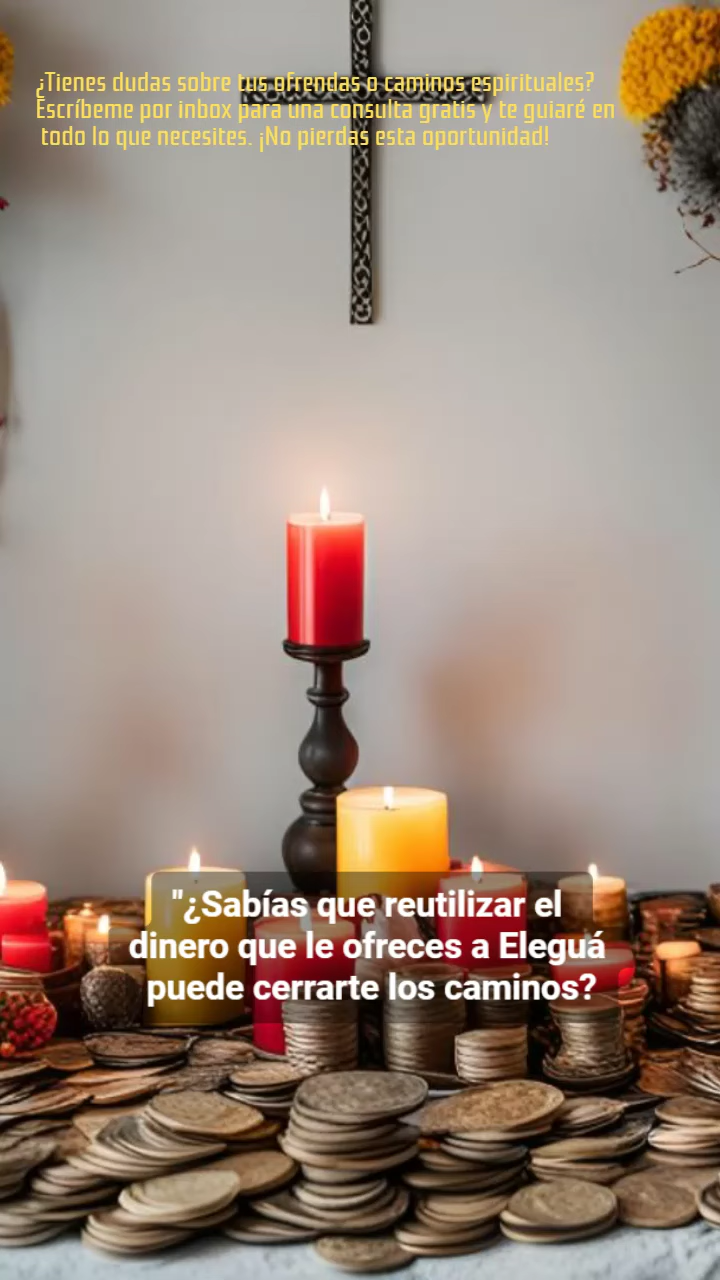 ¿Tienes dudas sobre tus ofrendas o caminos espirituales?
Escríbeme por inbox para una consulta gratis y te guiaré en
todo lo que necesites. ¡No pierdas esta oportunidad!
"¿Sabías que reutilizar el
dinero que le ofreces a Eleguá
puede cerrarte los caminos?